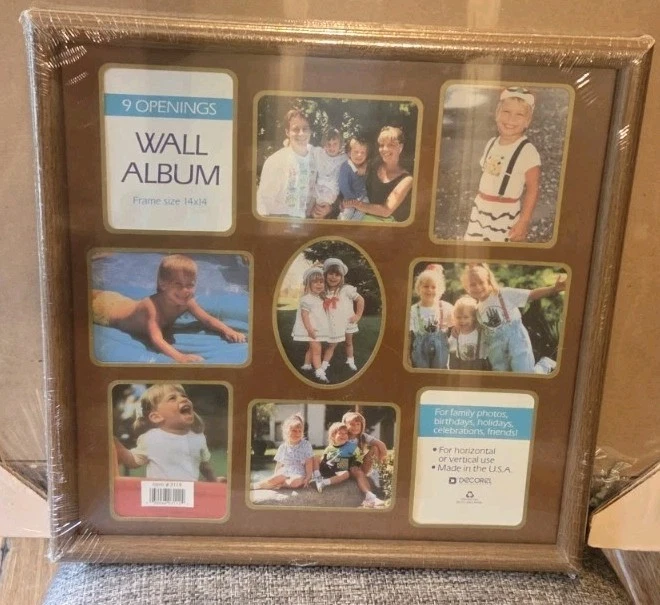 9 OPENINGS
WALL
ALBUM
Frame size 14x14
For family photos,
birthdays, holidays,
celebrations, friends!
• For horizontal
or vertical use
• Made in the U.S.A.
DECOREL